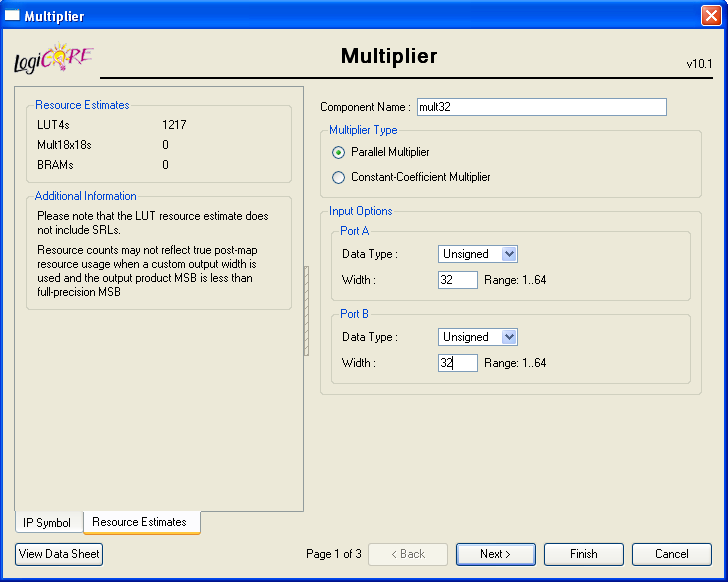 Multiplier
LogiCORE
Multiplier
v10.1
Resource Estimates
LUT4s 1217
Mult18x18s 0
BRAMs 0
Additional Information
Please note that the LUT resource estimate does
not include SRLs.
Resource counts may not reflect true post-map
resource usage when a custom output width is
used and the output product MSB is less than
full-precision MSB
IP Symbol
Resource Estimates
Component Name : mult32
Multiplier Type
Parallel Multiplier
Constant-Coefficient Multiplier
Input Options
Port A
Data Type : Unsigned
Width : 32 Range: 1..64
Port B
Data Type : Unsigned
Width : 32 Range: 1..64
View Data Sheet
Page 1 of 3
< Back
Next >
Finish
Cancel